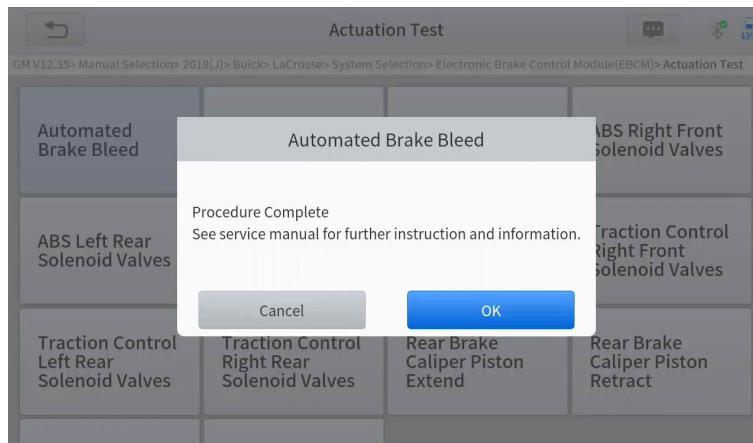 Actuation Test
GM V12.35> Manual Selection> 2018(J)> Buick> LaCrosse> System Selection> Electronic Brake Control Module(EBCM)> Actuation Test
Automated
Brake Bleed
ABS Right Front
Solenoid Valves
Automated Brake Bleed
Procedure Complete
See service manual for further instruction and information.
Cancel
OK
ABS Left Rear
Solenoid Valves
Traction Control
Right Front
Solenoid Valves
Traction Control
Left Rear
Solenoid Valves
Traction Control
Right Rear
Solenoid Valves
Rear Brake
Caliper Piston
Extend
Rear Brake
Caliper Piston
Retract